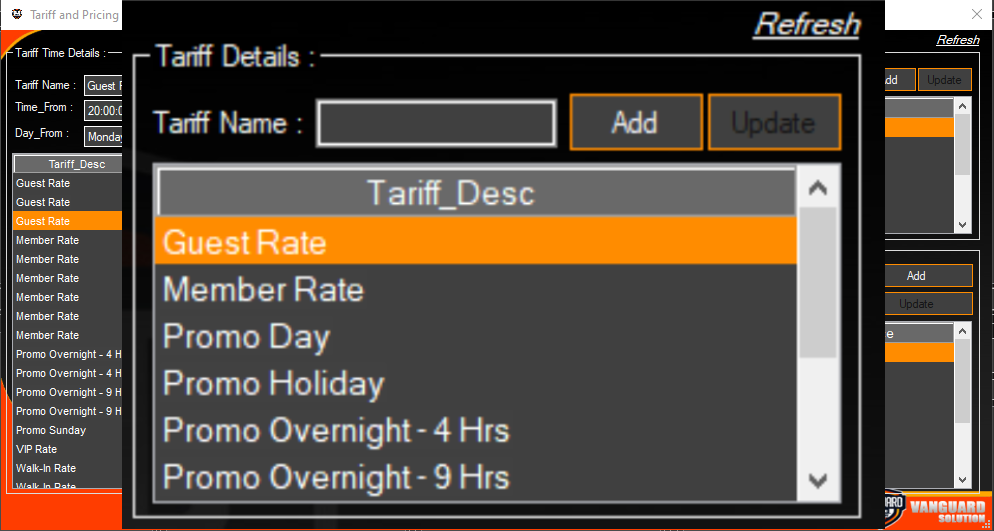 Tariff and Pricing
Refresh
Tariff Details :
Tariff Name :
Add
Update
Tariff_Desc
Guest Rate
Member Rate
Promo Day
Promo Holiday
Promo Overnight - 4 Hrs
Promo Overnight - 9 Hrs
Tariff Time Details :
Tariff Name :
Guest
Time_From :
20:00:0
Day_From :
Monday
Tariff_Desc
Guest Rate
Guest Rate
Guest Rate
Member Rate
Member Rate
Member Rate
Member Rate
Member Rate
Member Rate
Promo Overnight - 4 H
Promo Overnight - 4 H
Promo Overnight - 9 H
Promo Overnight - 9 H
Promo Sunday
VIP Rate
Walk-In Rate
Walk-In Rate
Refresh
dd
Update
Add
Update
e
VANGUARD
SOLUTION